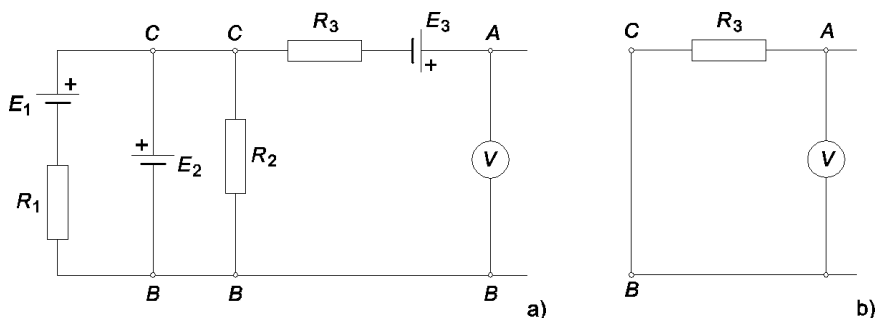 C C R3 E3 A
+
+
E1
+
E2
R2
V
R1
B B B
a)
C R3 A
V
B
b)